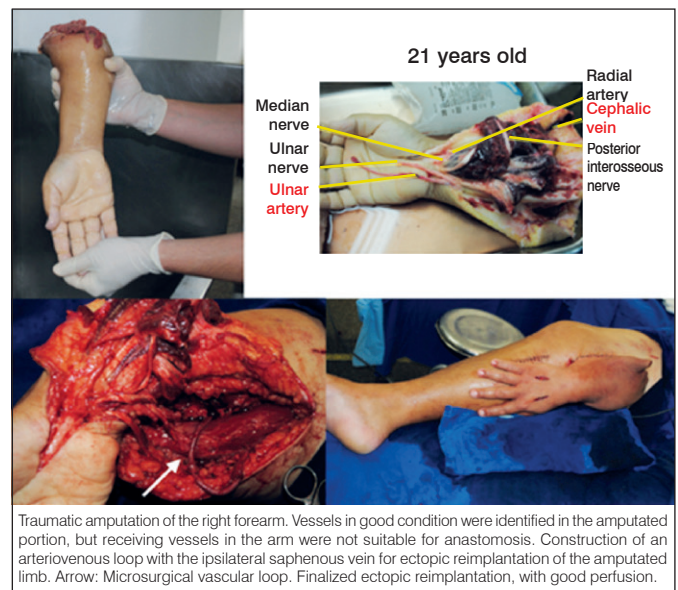 21 years old
Median
nerve
Ulnar
nerve
Ulnar
artery
Radial
artery
Cephalic
vein
Posterior
interosseous
nerve
Traumatic amputation of the right forearm. Vessels in good condition were identified in the amputated
portion, but receiving vessels in the arm were not suitable for anastomosis. Construction of an
arteriovenous loop with the ipsilateral saphenous vein for ectopic reimplantation of the amputated
limb. Arrow: Microsurgical vascular loop. Finalized ectopic reimplantation, with good perfusion.